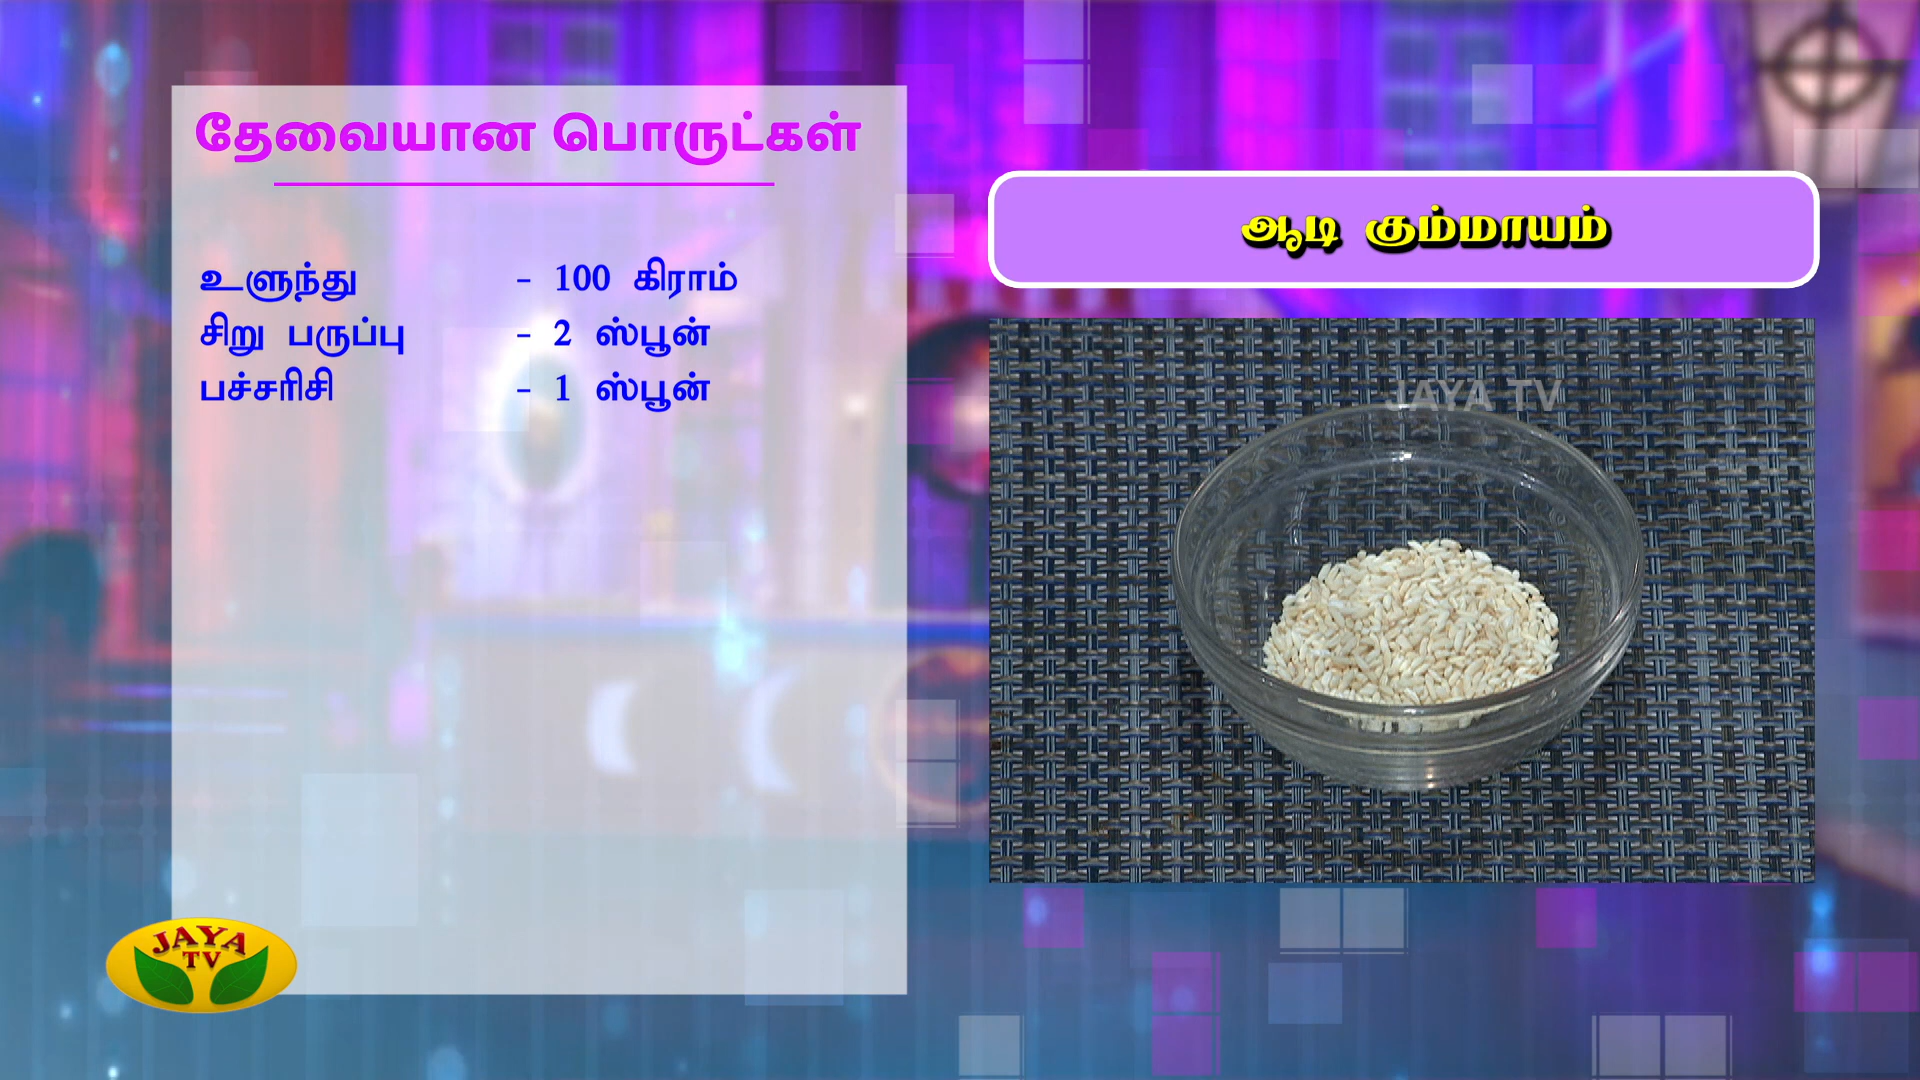 தேவையான பொருட்கள்
உளுந்து - 100 கிராம்
சிறு பருப்பு - 2 ஸ்பூன்
பச்சரிசி - 1 ஸ்பூன்
ஆடி கும்மாயம்
JAYA TV
JAYA
TV